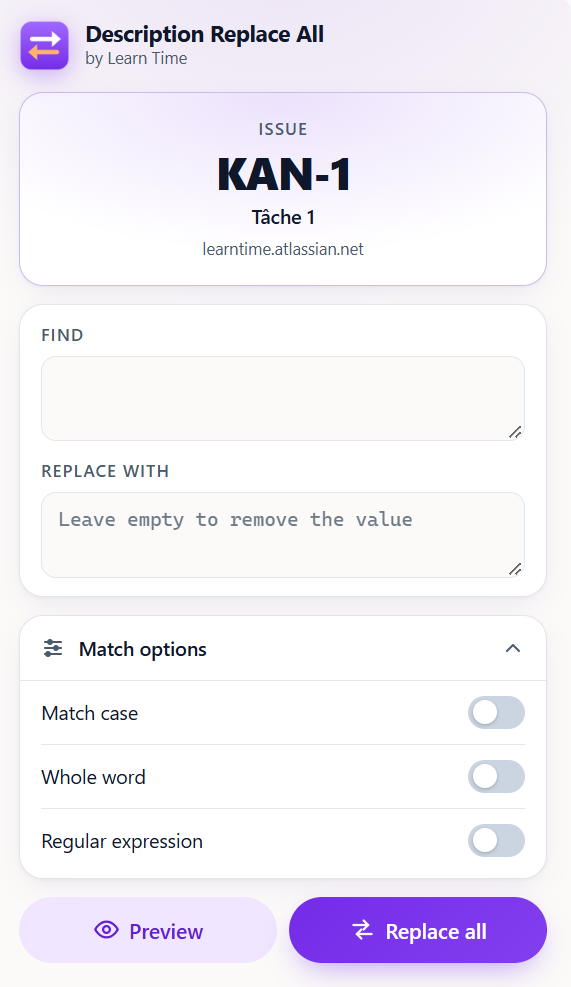 Description Replace All
by Learn Time
ISSUE
KAN-1
Tâche 1
learntime.atlassian.net
FIND
REPLACE WITH
Leave empty to remove the value
Match options
Match case
Whole word
Regular expression
Preview
Replace all